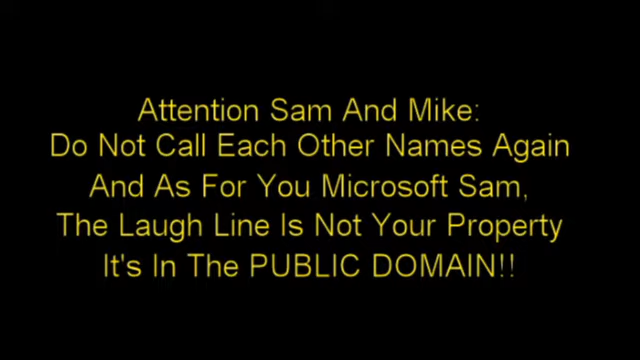 Attention Sam And Mike:
Do Not Call Each Other Names Again
And As For You Microsoft Sam,
The Laugh Line Is Not Your Property
It's In The PUBLIC DOMAIN!!